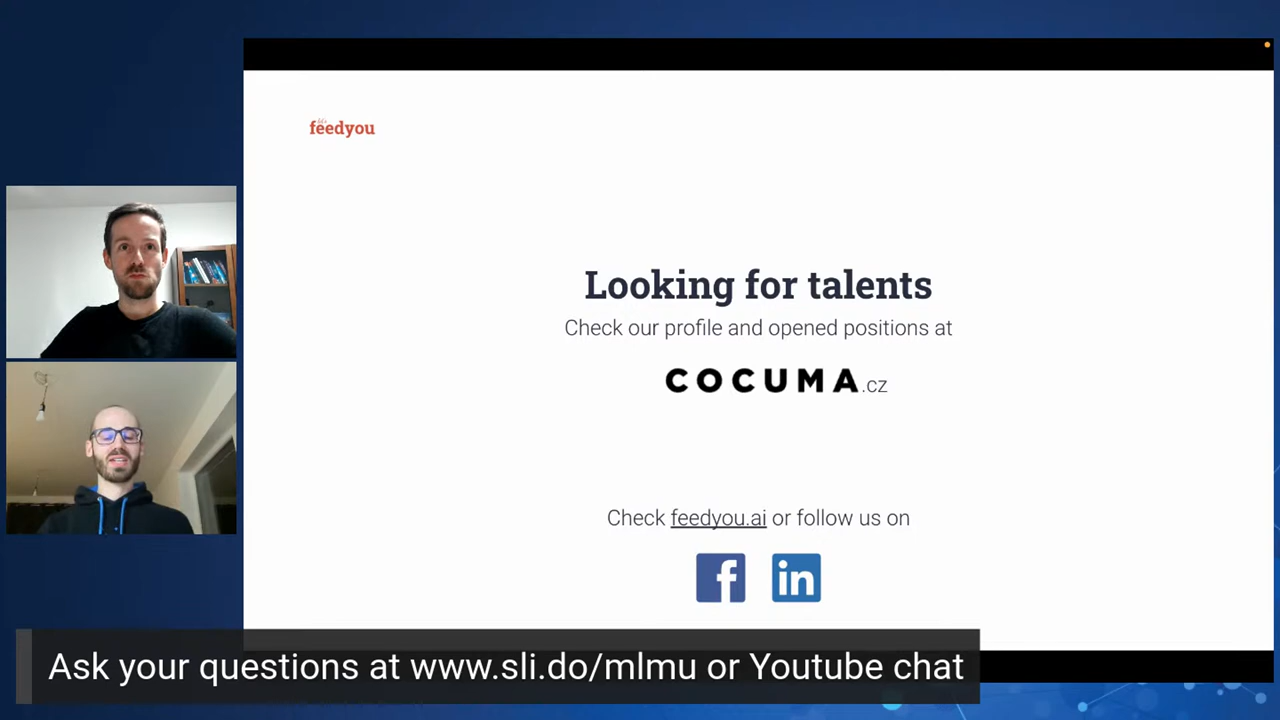 feedyou
Looking for talents
Check our profile and opened positions at
COCUMA.cz
Check feedyou.ai or follow us on
f in
Ask your questions at www.sli.do/mlmu or Youtube chat